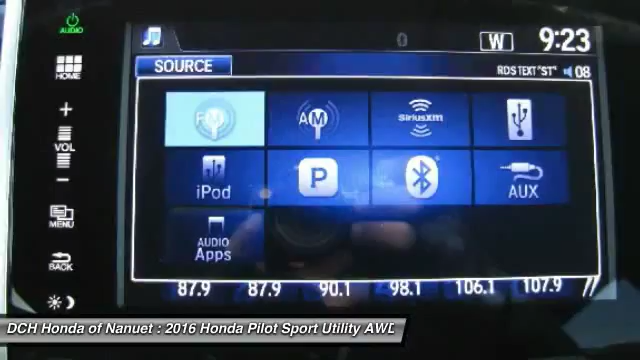 AUDIO
W
9:23
HOME
SOURCE
RDS TEXT "ST" 08
+
FM
AM
SiriusXM
VOL
−
iPod
P
AUX
MENU
AUDIO
Apps
BACK
87.9 87.9 90.1 98.1 106.1 107.9
DCH Honda of Nanuet : 2016 Honda Pilot Sport Utility AWD